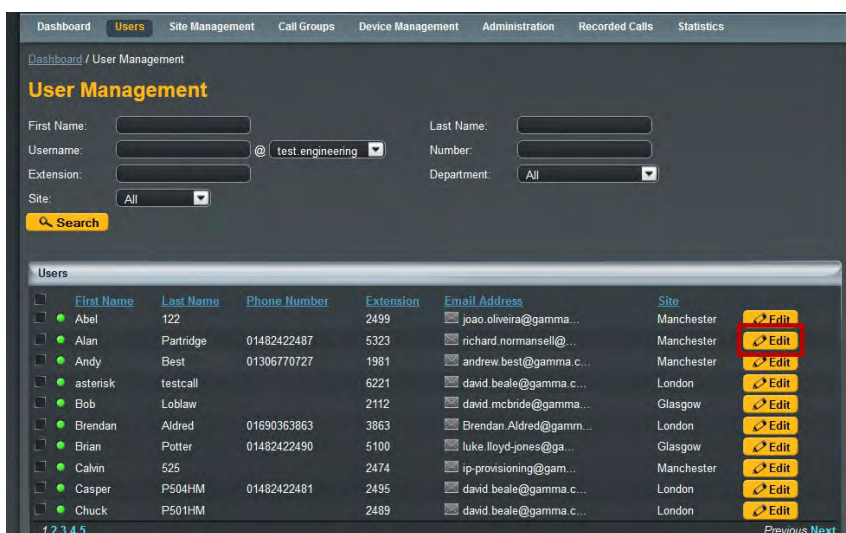 Dashboard Users Site Management Call Groups Device Management Administration Recorded Calls Statistics
Dashboard / User Management
User Management
First Name: Last Name:
Username: @ test.engineering Number:
Extension: Department: All
Site: All
Search
Users
First Name Last Name Phone Number Extension Email Address Site
Abel 122 2499 joao.oliveira@gamma... Manchester Edit
Alan Partridge 01482422487 5323 richard.normansell@... Manchester Edit
Andy Best 01306770727 1981 andrew.best@gamma.c... Manchester Edit
asterisk testcall 6221 david.beale@gamma.c... London Edit
Bob Loblaw 2112 david.mcbride@gamma... Glasgow Edit
Brendan Aldred 01690363863 3863 Brendan.Aldred@gamm... London Edit
Brian Potter 01482422490 5100 luke.lloyd-jones@ga... Glasgow Edit
Calvin 525 2474 ip-provisioning@gam... Manchester Edit
Casper P504HM 01482422481 2495 david.beale@gamma.c... London Edit
Chuck P501HM 2489 david.beale@gamma.c... London Edit
1 2 3 4 5 Previous Next